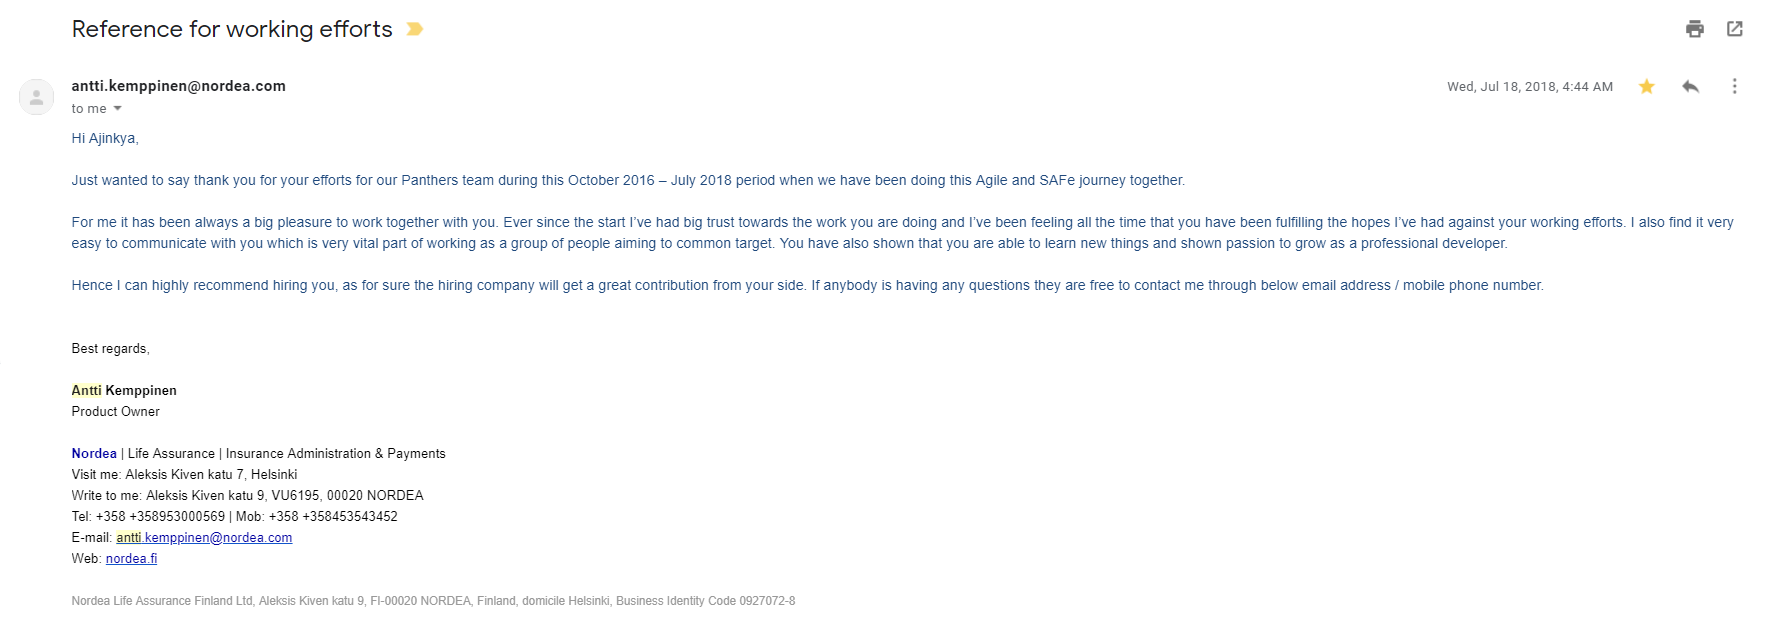 Reference for working efforts
antti.kemppinen@nordea.com
Wed, Jul 18, 2018, 4:44 AM
to me
Hi Ajinkya,
Just wanted to say thank you for your efforts for our Panthers team during this October 2016 – July 2018 period when we have been doing this Agile and SAFe journey together.
For me it has been always a big pleasure to work together with you. Ever since the start I've had big trust towards the work you are doing and I've been feeling all the time that you have been fulfilling the hopes I've had against your working efforts. I also find it very
easy to communicate with you which is very vital part of working as a group of people aiming to common target. You have also shown that you are able to learn new things and shown passion to grow as a professional developer.
Hence I can highly recommend hiring you, as for sure the hiring company will get a great contribution from your side. If anybody is having any questions they are free to contact me through below email address / mobile phone number.
Best regards,
Antti Kemppinen
Product Owner
Nordea | Life Assurance | Insurance Administration & Payments
Visit me: Aleksis Kiven katu 7, Helsinki
Write to me: Aleksis Kiven katu 9, VU6195, 00020 NORDEA
Tel: +358 +358953000569 | Mob: +358 +358453543452
E-mail: antti.kemppinen@nordea.com
Web: nordea.fi
Nordea Life Assurance Finland Ltd, Aleksis Kiven katu 9, FI-00020 NORDEA, Finland, domicile Helsinki, Business Identity Code 0927072-8